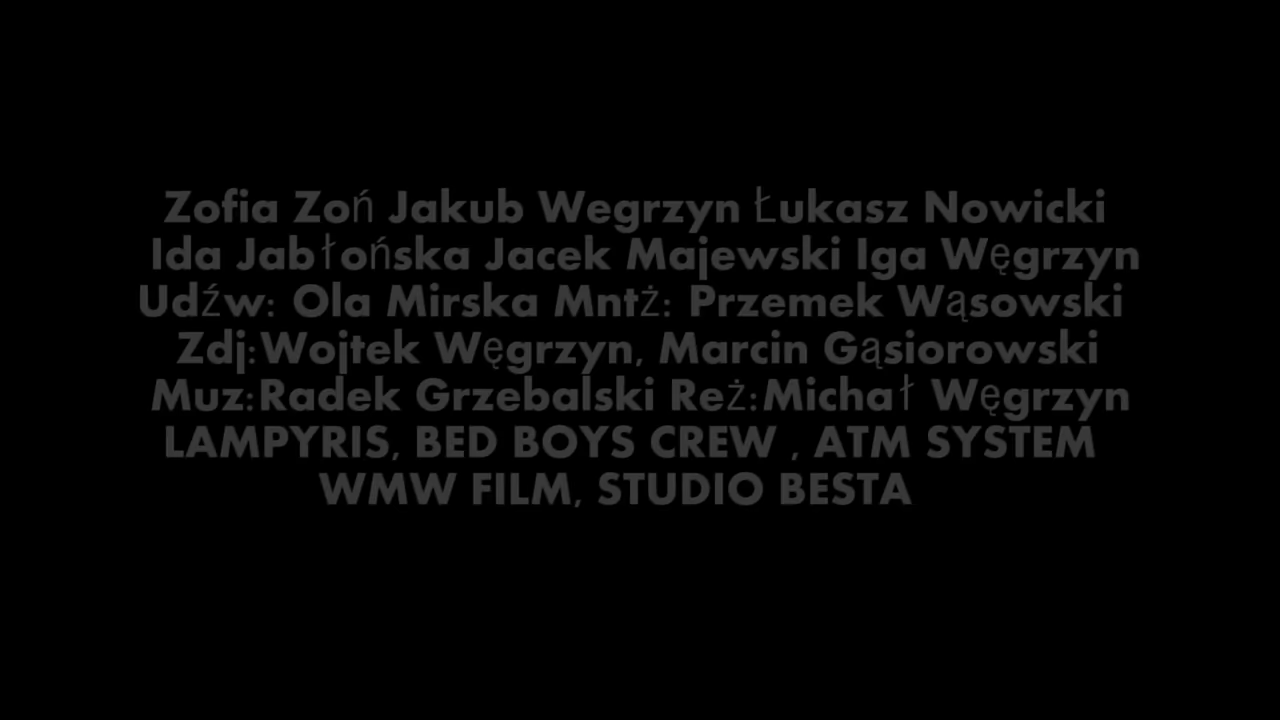 Zofia Zoń Jakub Wegrzyn Łukasz Nowicki
Ida Jabłońska Jacek Majewski Iga Węgrzyn
Udźw: Ola Mirska Mntż: Przemek Wąsowski
Zdj:Wojtek Węgrzyn, Marcin Gąsiorowski
Muz:Radek Grzebalski Reż:Michał Węgrzyn
LAMPYRIS, BED BOYS CREW , ATM SYSTEM
WMW FILM, STUDIO BESTA